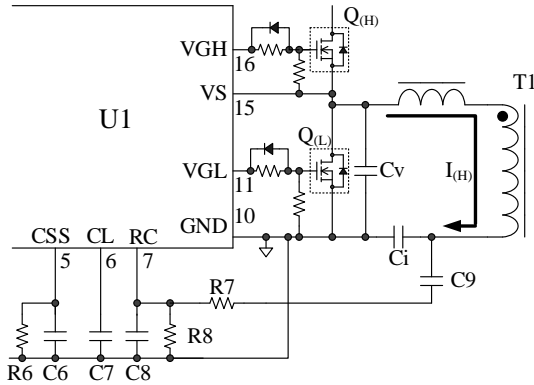 Q(H)
VGH
16
T1
VS
15
U1
Q(L)
VGL
11
Cv
I(H)
10
GND
CSS
CL
RC
5
6
7
Ci
C9
R7
R8
R6
C6
C7
C8